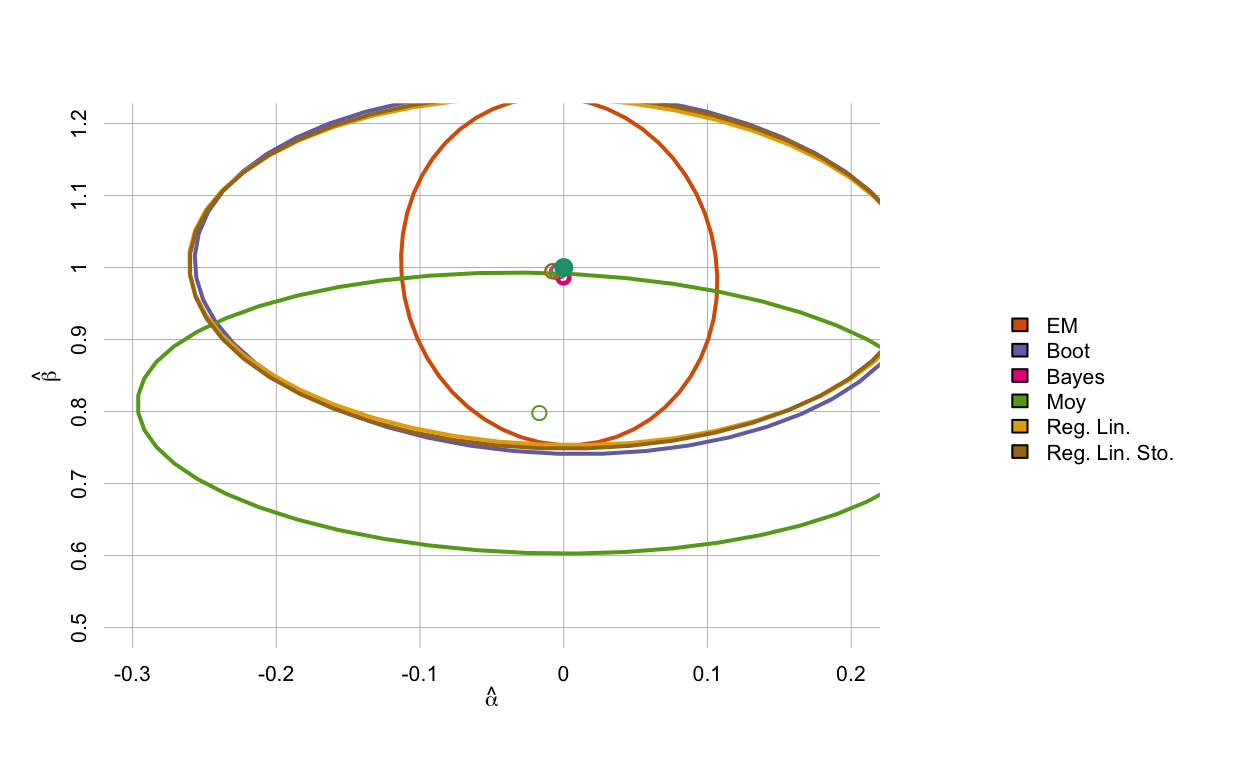 1.2
1.1
1
0.9
0.8
0.7
0.6
0.5
β̂
-0.3 -0.2 -0.1 0 0.1 0.2
α̂
EM
Boot
Bayes
Moy
Reg. Lin.
Reg. Lin. Sto.